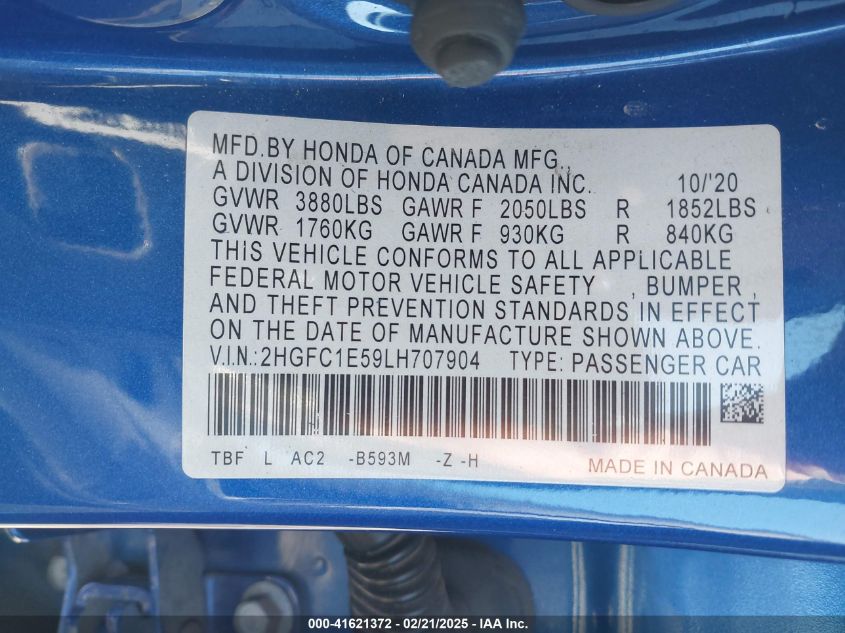 MFD.BY HONDA OF CANADA MFG.,
A DIVISION OF HONDA CANADA INC. 10/'20
GVWR 3880LBS GAWR F 2050LBS R 1852LBS
GVWR 1760KG GAWR F 930KG R 840KG
THIS VEHICLE CONFORMS TO ALL APPLICABLE
FEDERAL MOTOR VEHICLE SAFETY , BUMPER ,
AND THEFT PREVENTION STANDARDS IN EFFECT
ON THE DATE OF MANUFACTURE SHOWN ABOVE.
V.I.N.:2HGFC1E59LH707904 TYPE: PASSENGER CAR
TBF L AC2 -B593M -Z -H MADE IN CANADA
000-41621372 - 02/21/2025 - IAA Inc.